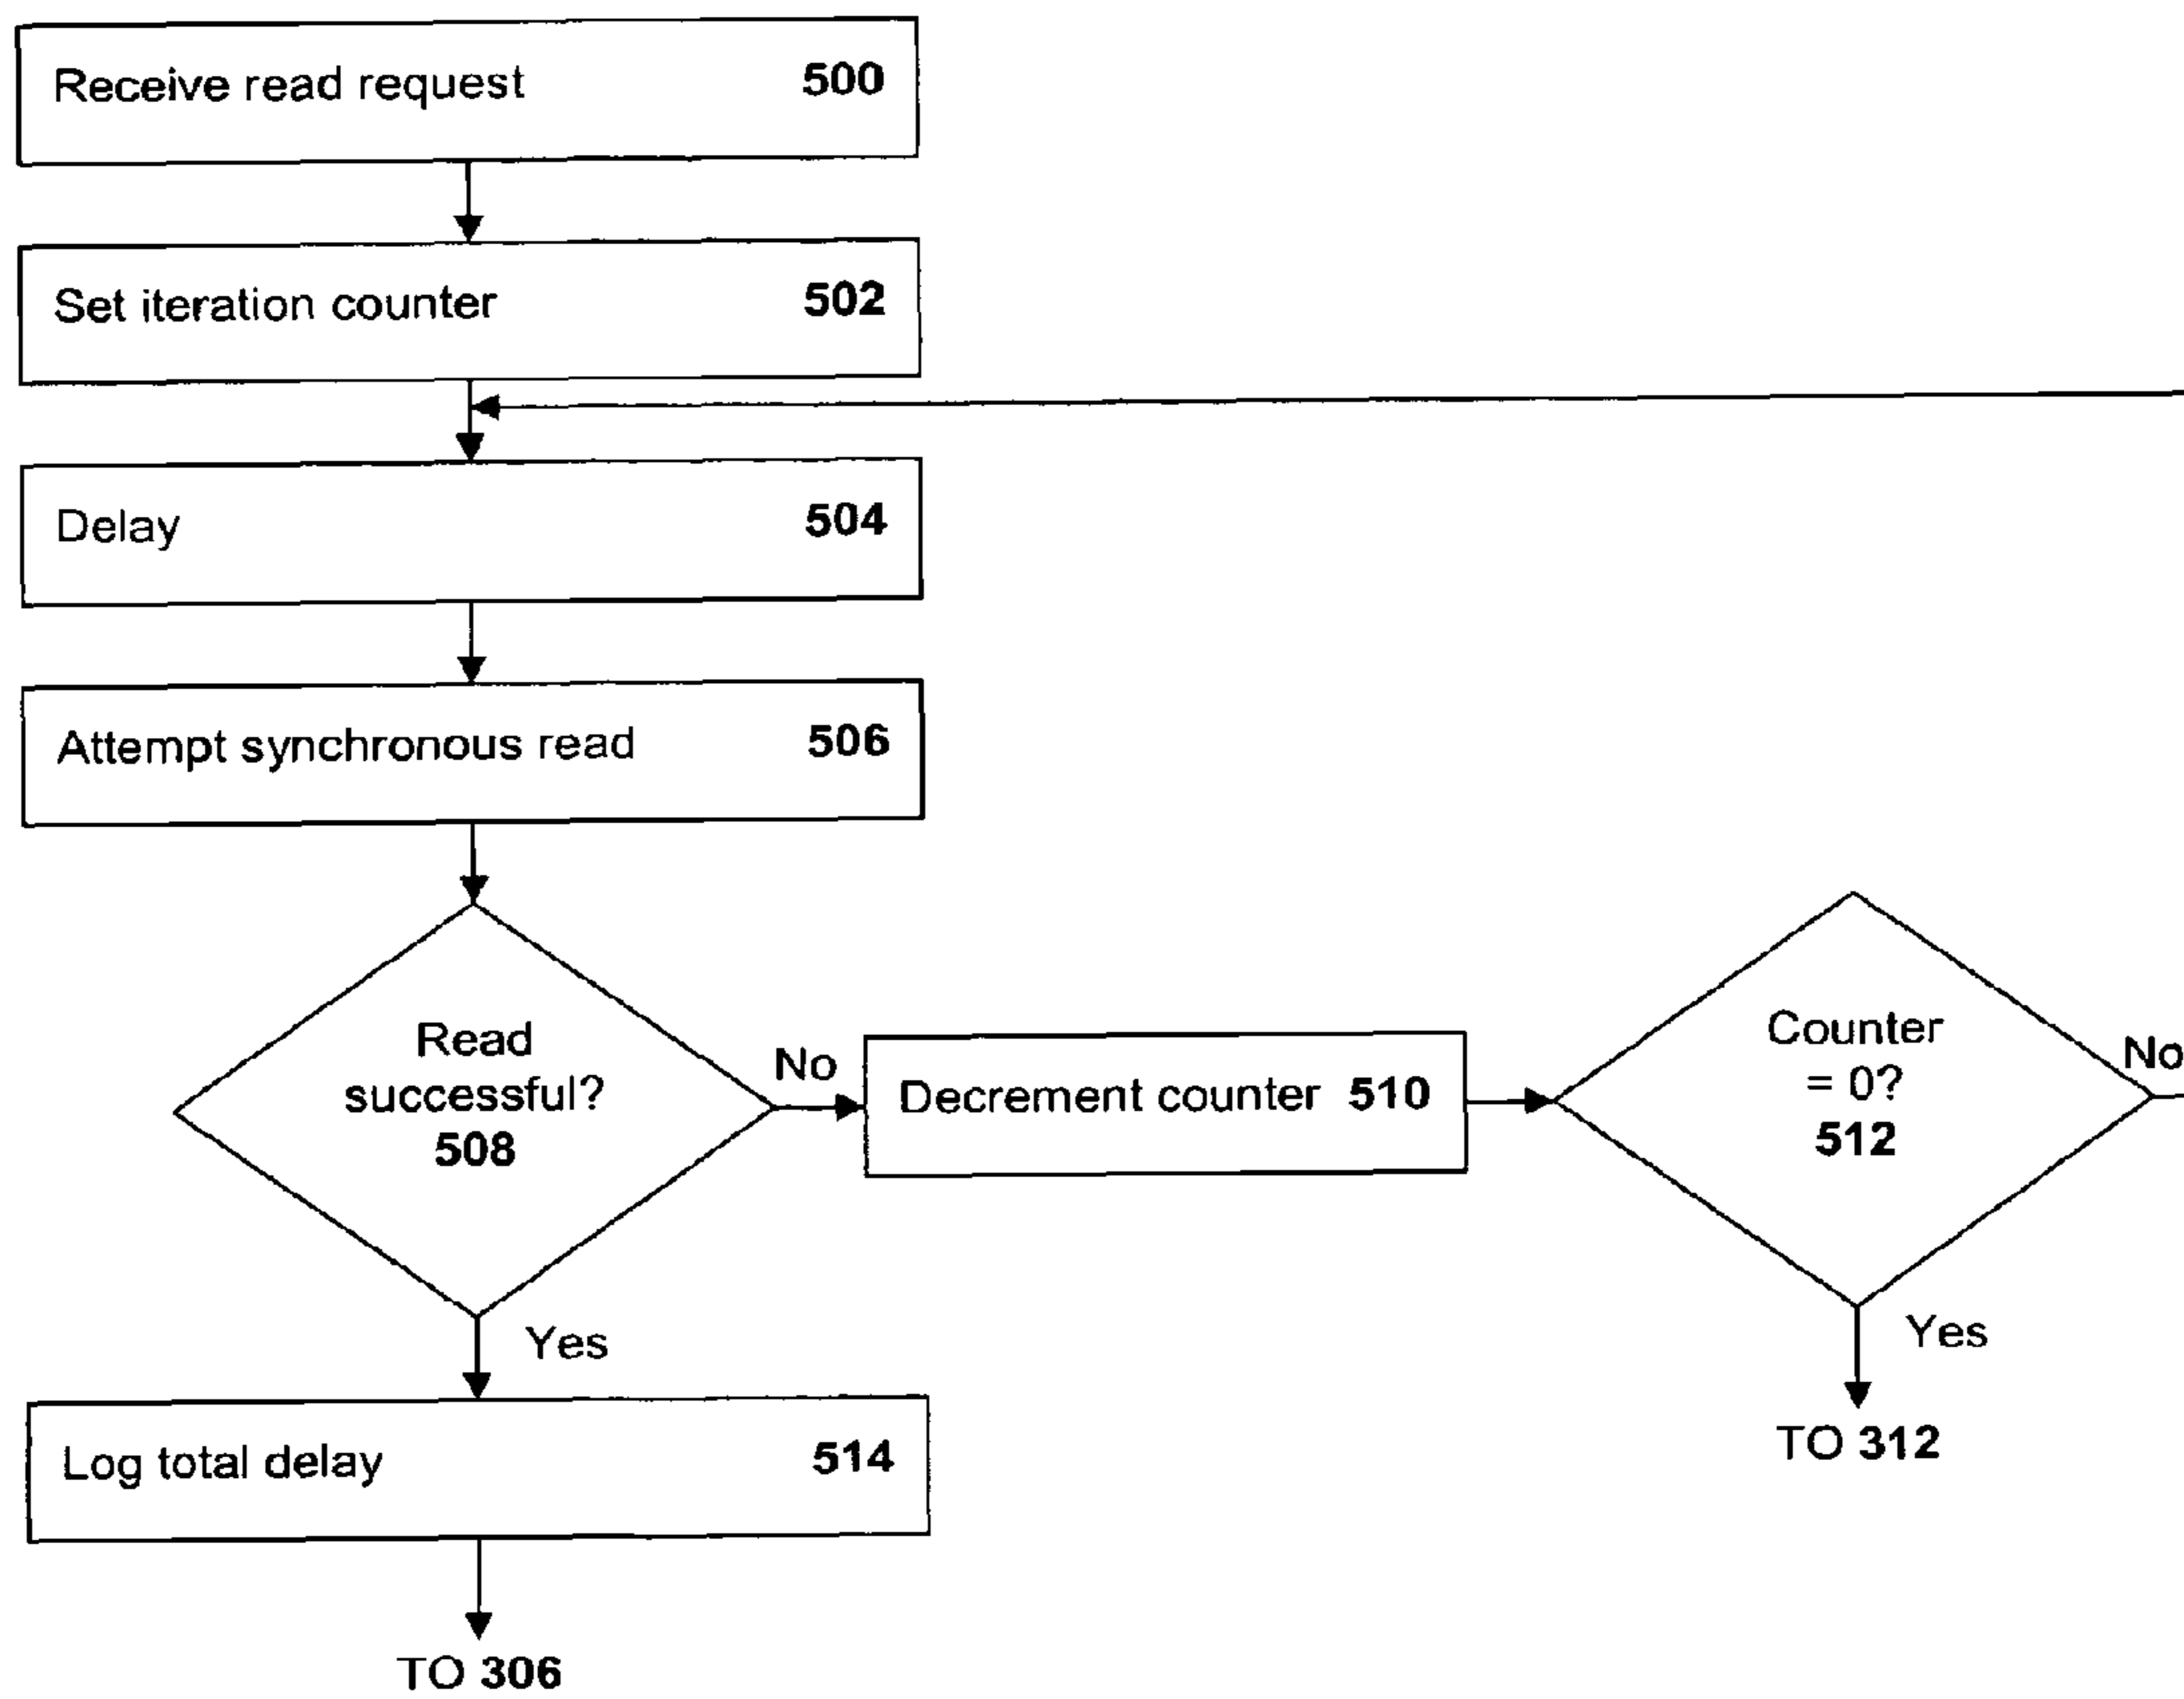 Receive read request 500
Set iteration counter 502
Delay 504
Attempt synchronous read 506
Read
successful?
508
No
Decrement counter 510
Counter
= 0?
512
No
Yes
Yes
TO 312
Log total delay 514
TO 306